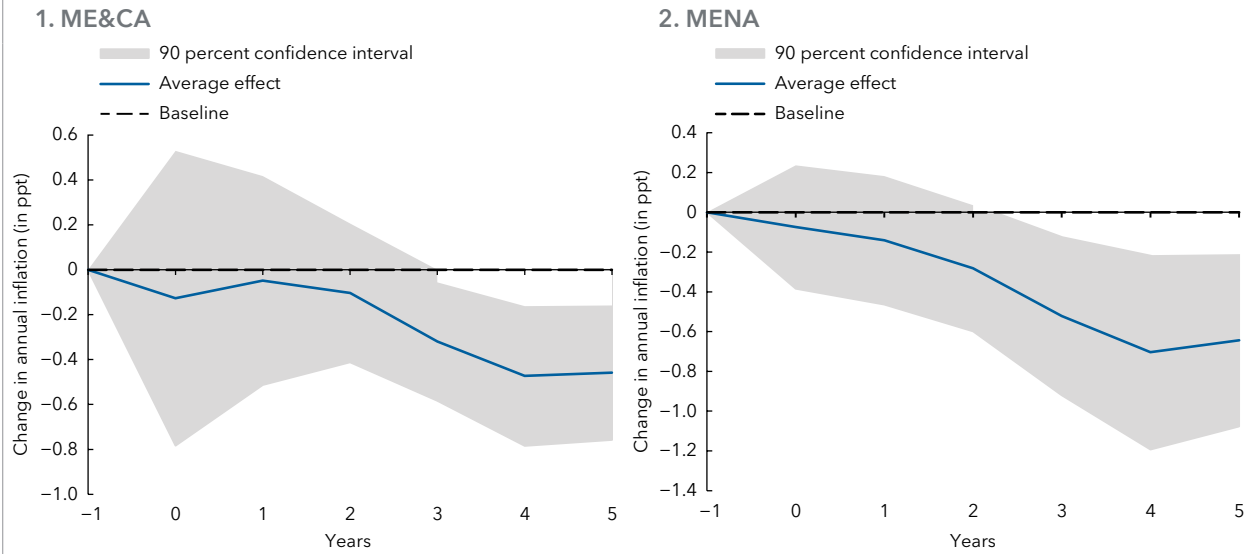 1. ME&CA
90 percent confidence interval
Average effect
Baseline
Change in annual inflation (in ppt)
0.6
0.4
0.2
0
−0.2
−0.4
−0.6
−0.8
−1.0
−1 0 1 2 3 4 5
Years
2. MENA
90 percent confidence interval
Average effect
Baseline
Change in annual inflation (in ppt)
0.4
0.2
0
−0.2
−0.4
−0.6
−0.8
−1.0
−1.2
−1.4
−1 0 1 2 3 4 5
Years